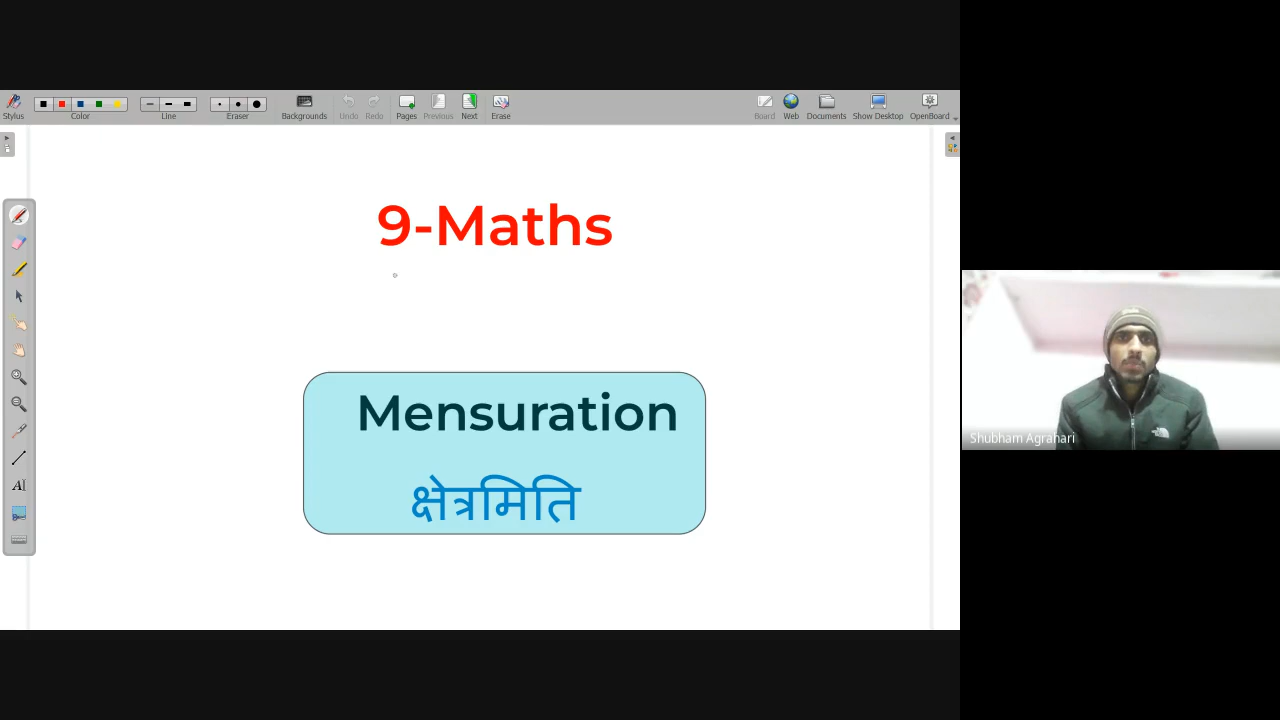 Stylus Color Line Eraser Backgrounds Undo Redo Pages Previous Next Erase Board Web Documents Show Desktop OpenBoard
9-Maths
Mensuration
क्षेत्रमिति
Shubham Agrahari